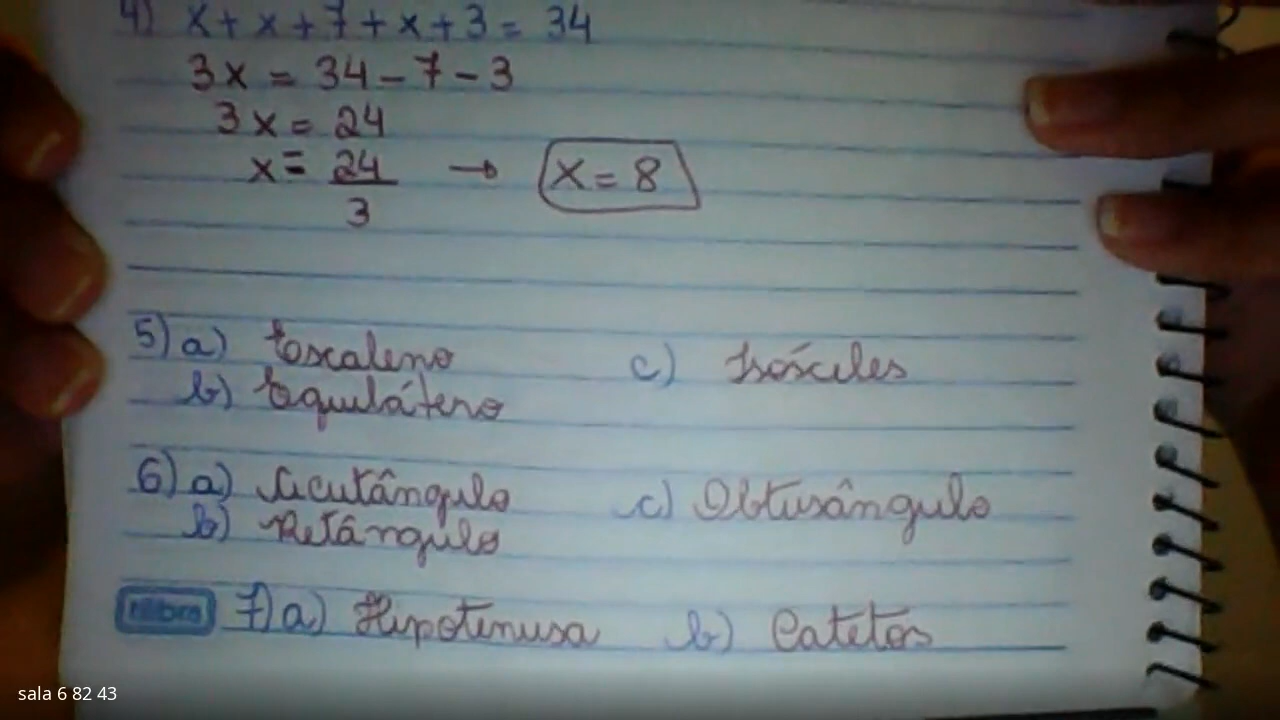 4) x + x + 7 + x + 3 = 34
3x = 34 - 7 - 3
3x = 24
x = 24/3 → x = 8
5) a) Escaleno c) Isósceles
b) Equilátero
6) a) Acutângulo c) Obtusângulo
b) Retângulo
tilibra 7) a) Hipotenusa b) Catetos
sala 6 82 43